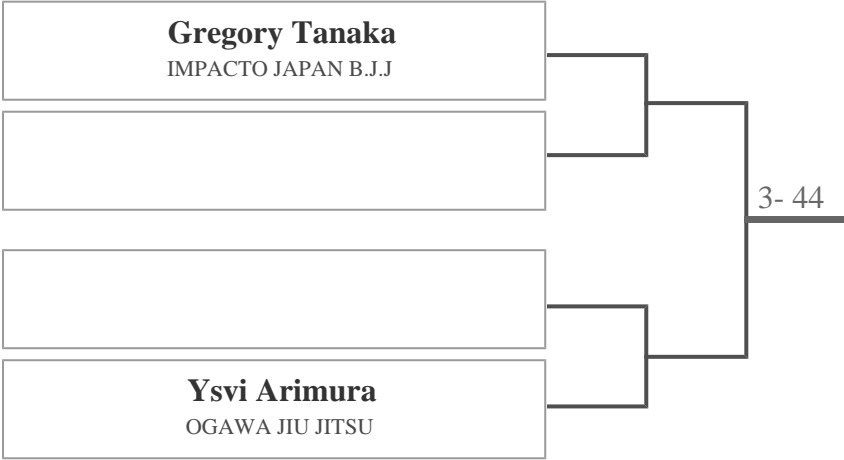 Gregory Tanaka
IMPACTO JAPAN B.J.J
3- 44
Ysvi Arimura
OGAWA JIU JITSU